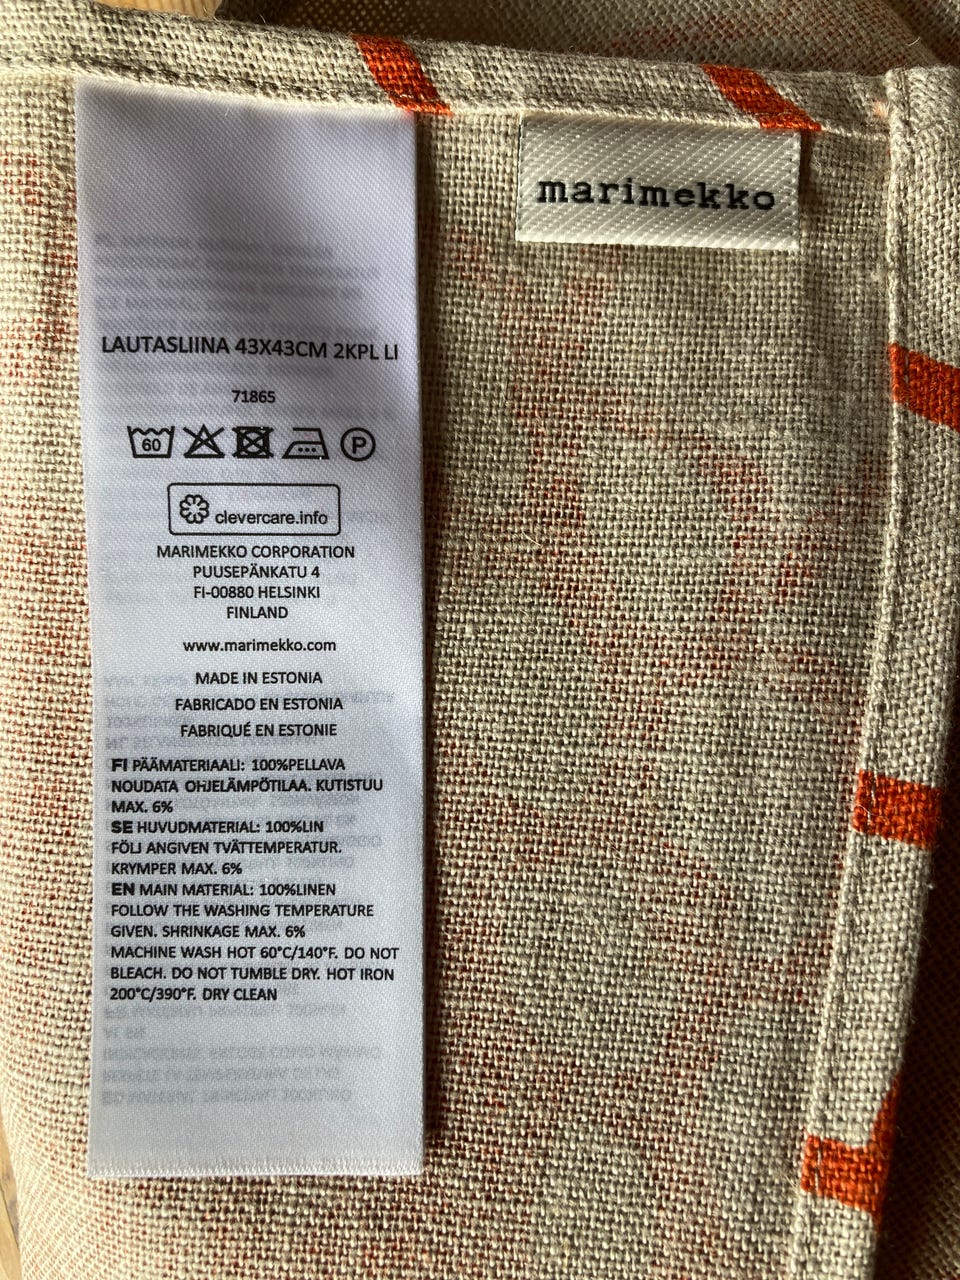 marimekko
LAUTASLIINA 43X43CM 2KPL LI
71865
60 P
clevercare.info
MARIMEKKO CORPORATION
PUUSEPÄNKATU 4
FI-00880 HELSINKI
FINLAND
www.marimekko.com
MADE IN ESTONIA
FABRICADO EN ESTONIA
FABRIQUÉ EN ESTONIE
FI PÄÄMATERIAALI: 100%PELLAVA
NOUDATA OHJELÄMPÖTILAA. KUTISTUU
MAX. 6%
SE HUVUDMATERIAL: 100%LIN
FÖLJ ANGIVEN TVÄTTEMPERATUR.
KRYMPER MAX. 6%
EN MAIN MATERIAL: 100%LINEN
FOLLOW THE WASHING TEMPERATURE
GIVEN. SHRINKAGE MAX. 6%
MACHINE WASH HOT 60°C/140°F. DO NOT
BLEACH. DO NOT TUMBLE DRY. HOT IRON
200°C/390°F. DRY CLEAN